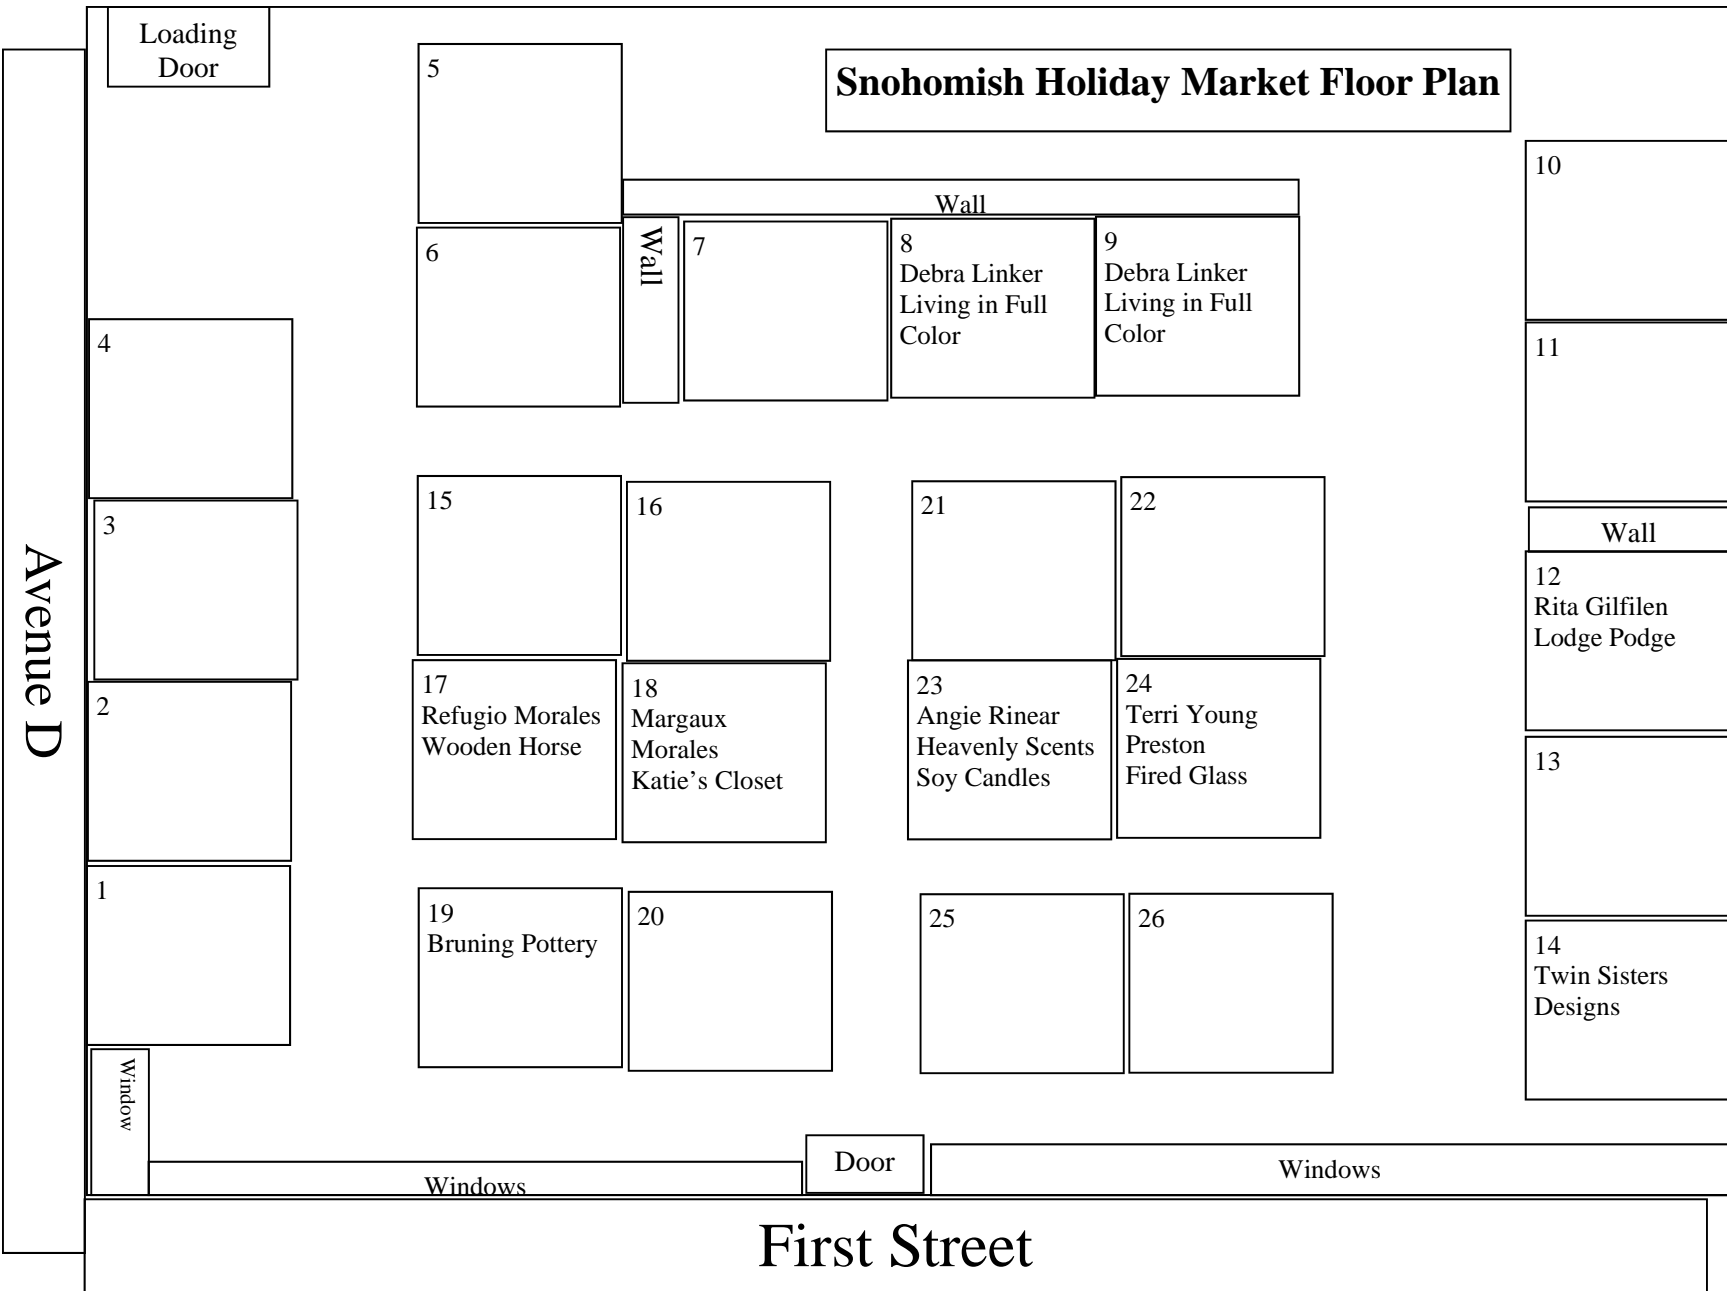 Loading
Door
Snohomish Holiday Market Floor Plan
5
Wall
Wall
6
7
8
Debra Linker
Living in Full
Color
9
Debra Linker
Living in Full
Color
10
11
Wall
4
3
2
1
Avenue D
15
16
21
22
12
Rita Gilfilen
Lodge Podge
17
Refugio Morales
Wooden Horse
18
Margaux
Morales
Katie’s Closet
23
Angie Rinear
Heavenly Scents
Soy Candles
24
Terri Young
Preston
Fired Glass
13
19
Bruning Pottery
20
25
26
14
Twin Sisters
Designs
Window
Windows
Door
Windows
First Street